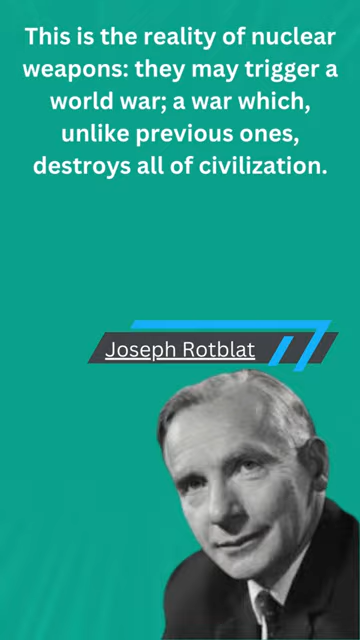 This is the reality of nuclear
weapons: they may trigger a
world war; a war which,
unlike previous ones,
destroys all of civilization.
Joseph Rotblat